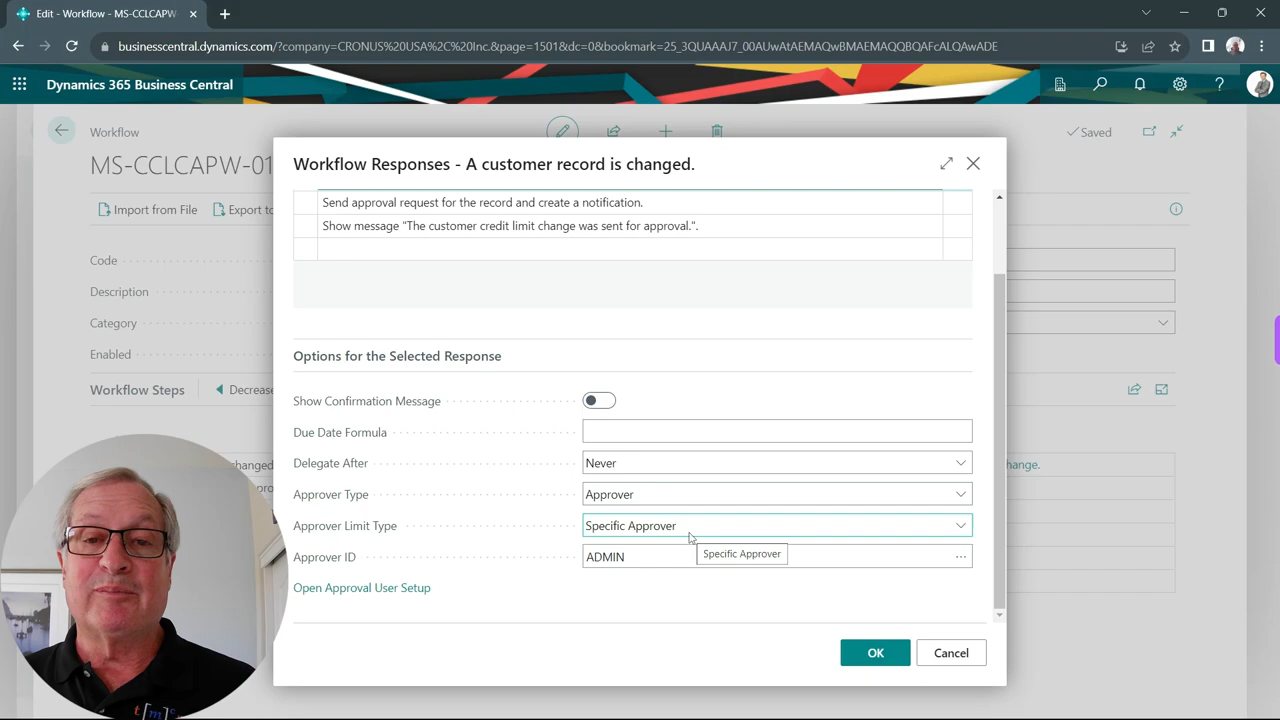 Edit - Workflow - MS-CCLCAPW
businesscentral.dynamics.com/?company=CRONUS%20USA%2C%20Inc.&page=1501&dc=0&bookmark=25_3QUAAAJ7_00AUwAtAEMAQwBMAEMAQQBQAFcALQAwADE
Dynamics 365 Business Central
Workflow
Saved
MS-CCLCAPW-01
Import from File
Export to
Code
Description
Category
Enabled
Workflow Steps
Decrease
changed
hange.
Workflow Responses - A customer record is changed.
Send approval request for the record and create a notification.
Show message "The customer credit limit change was sent for approval.".
Options for the Selected Response
Show Confirmation Message
Due Date Formula
Delegate After
Never
Approver Type
Approver
Approver Limit Type
Specific Approver
Specific Approver
Approver ID
ADMIN
Open Approval User Setup
OK
Cancel
t[m]c